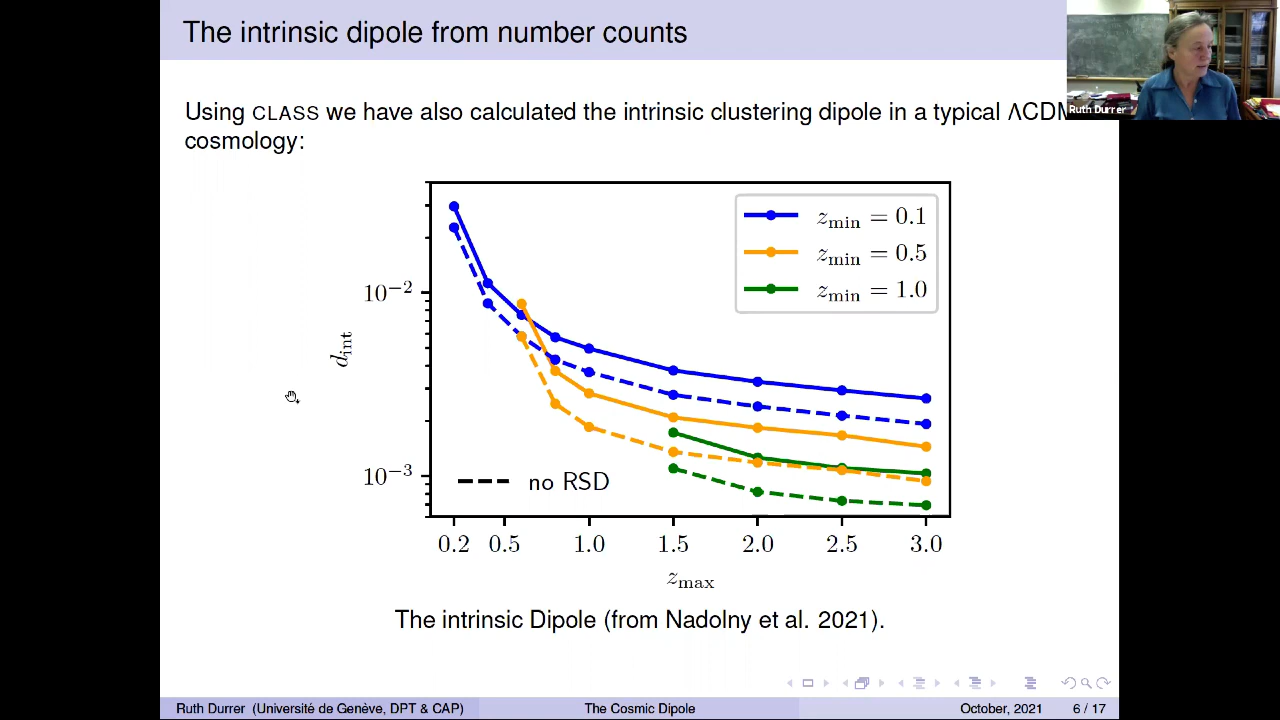 The intrinsic dipole from number counts
Ruth Durrer
Using CLASS we have also calculated the intrinsic clustering dipole in a typical ΛCDM
cosmology:
z_min = 0.1
z_min = 0.5
z_min = 1.0
10^−2
d_int
10^−3
no RSD
0.2 0.5 1.0 1.5 2.0 2.5 3.0
z_max
The intrinsic Dipole (from Nadolny et al. 2021).
Ruth Durrer (Université de Genève, DPT & CAP) The Cosmic Dipole October, 2021 6 / 17